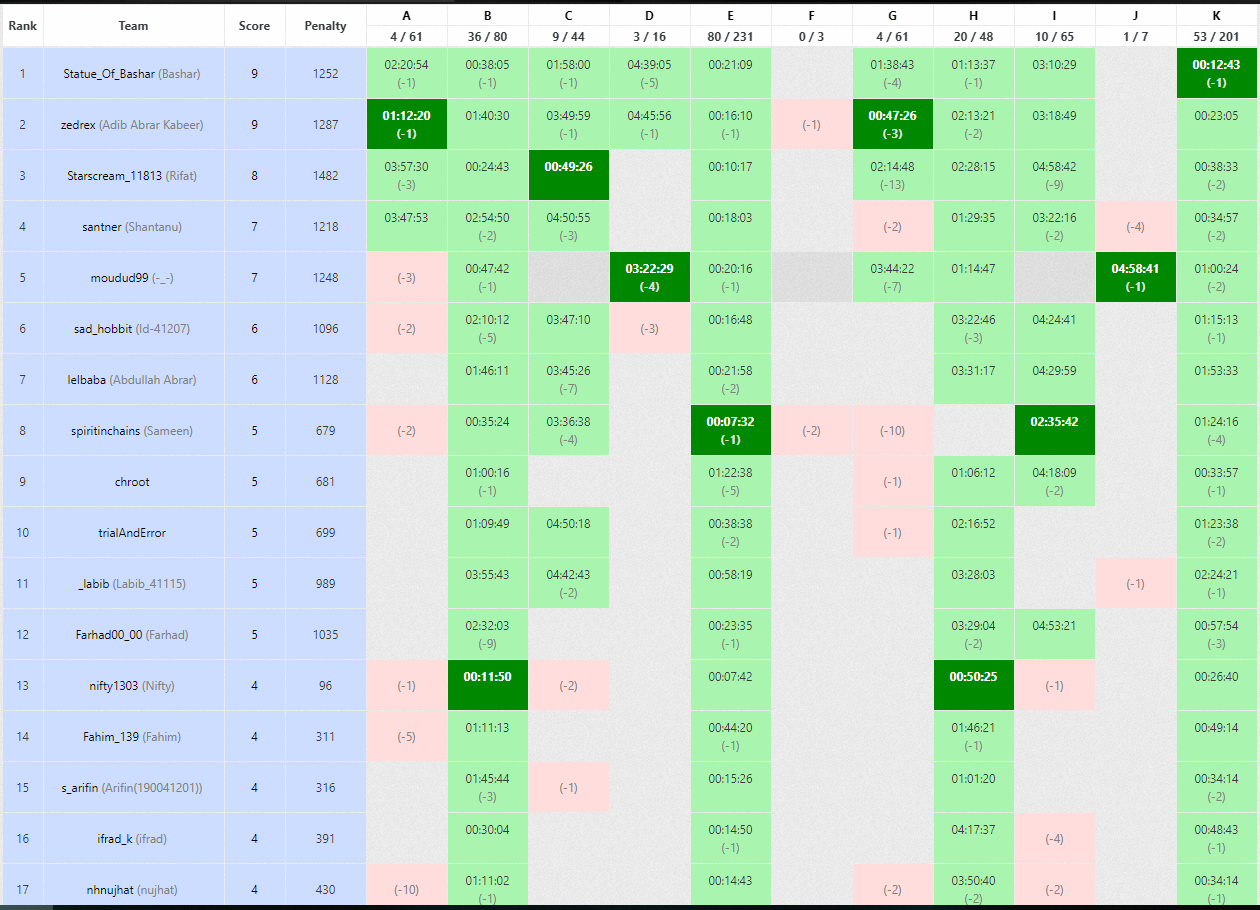 Rank Team Score Penalty A B C D E F G H I J K
4 / 61 36 / 80 9 / 44 3 / 16 80 / 231 0 / 3 4 / 61 20 / 48 10 / 65 1 / 7 53 / 201
1 Statue_Of_Bashar (Bashar) 9 1252 02:20:54 00:38:05 01:58:00 04:39:05 00:21:09 01:38:43 01:13:37 03:10:29 00:12:43
(-1) (-1) (-1) (-5) (-4) (-1) (-1)
2 zedrex (Adib Abrar Kabeer) 9 1287 01:12:20 01:40:30 03:49:59 04:45:56 00:16:10 (-1) 00:47:26 02:13:21 03:18:49 00:23:05
(-1) (-1) (-1) (-1) (-3) (-2)
3 Starscream_11813 (Rifat) 8 1482 03:57:30 00:24:43 00:49:26 00:10:17 02:14:48 02:28:15 04:58:42 00:38:33
(-3) (-13) (-9) (-2)
4 santner (Shantanu) 7 1218 03:47:53 02:54:50 04:50:55 00:18:03 (-2) 01:29:35 03:22:16 (-4) 00:34:57
(-2) (-3) (-2) (-2)
5 moudud99 (-_-) 7 1248 (-3) 00:47:42 03:22:29 00:20:16 03:44:22 01:14:47 04:58:41 01:00:24
(-1) (-4) (-1) (-7) (-1) (-2)
6 sad_hobbit (Id-41207) 6 1096 (-2) 02:10:12 03:47:10 (-3) 00:16:48 03:22:46 04:24:41 01:15:13
(-5) (-3) (-1)
7 lelbaba (Abdullah Abrar) 6 1128 01:46:11 03:45:26 00:21:58 03:31:17 04:29:59 01:53:33
(-7) (-2)
8 spiritinchains (Sameen) 5 679 (-2) 00:35:24 03:36:38 00:07:32 (-2) (-10) 02:35:42 01:24:16
(-4) (-1) (-4)
9 chroot 5 681 01:00:16 01:22:38 (-1) 01:06:12 04:18:09 00:33:57
(-1) (-5) (-2) (-1)
10 trialAndError 5 699 01:09:49 04:50:18 00:38:38 (-1) 02:16:52 01:23:38
(-2) (-2)
11 _labib (Labib_41115) 5 989 03:55:43 04:42:43 00:58:19 03:28:03 (-1) 02:24:21
(-2) (-1)
12 Farhad00_00 (Farhad) 5 1035 02:32:03 00:23:35 03:29:04 04:53:21 00:57:54
(-9) (-1) (-2) (-3)
13 nifty1303 (Nifty) 4 96 (-1) 00:11:50 (-2) 00:07:42 00:50:25 (-1) 00:26:40
14 Fahim_139 (Fahim) 4 311 (-5) 01:11:13 00:44:20 01:46:21 00:49:14
(-1) (-1)
15 s_arifin (Arifin(190041201)) 4 316 01:45:44 (-1) 00:15:26 01:01:20 00:34:14
(-3) (-2)
16 ifrad_k (ifrad) 4 391 00:30:04 00:14:50 04:17:37 (-4) 00:48:43
(-1) (-1)
17 nhnujhat (nujhat) 4 430 (-10) 01:11:02 00:14:43 (-2) 03:50:40 (-2) 00:34:14
(-1) (-2) (-1)